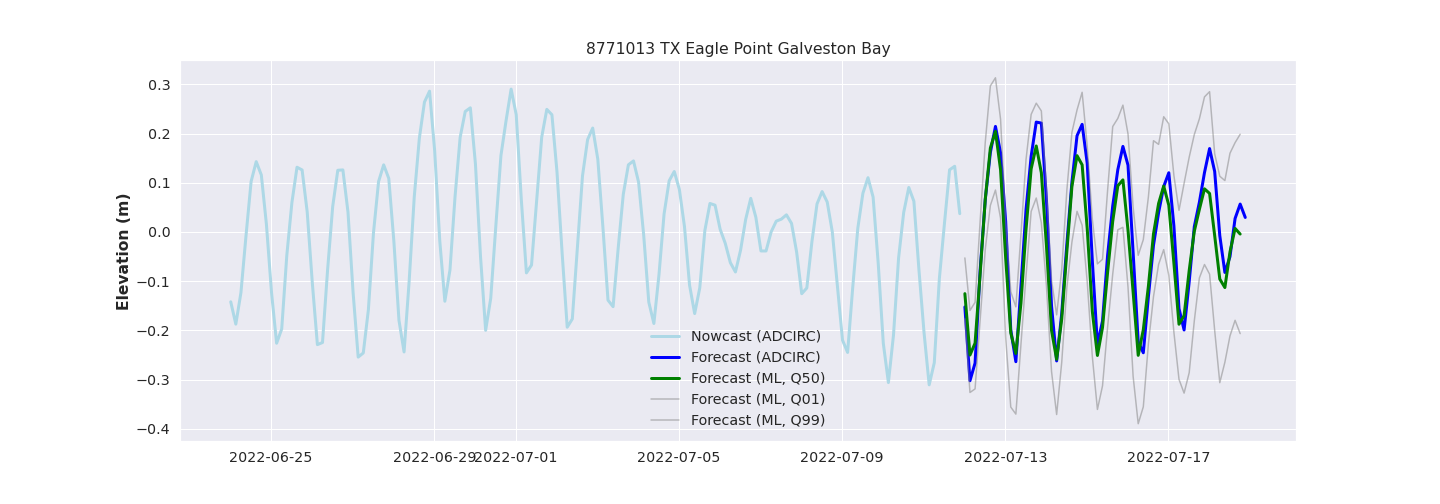 8771013 TX Eagle Point Galveston Bay
Elevation (m)
0.3
0.2
0.1
0.0
−0.1
−0.2
−0.3
−0.4
Nowcast (ADCIRC)
Forecast (ADCIRC)
Forecast (ML, Q50)
Forecast (ML, Q01)
Forecast (ML, Q99)
2022-06-25 2022-06-29 2022-07-01 2022-07-05 2022-07-09 2022-07-13 2022-07-17